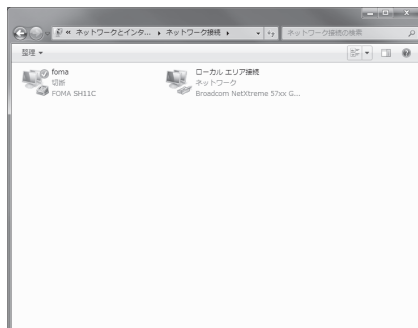 « ネットワークとインタ... ▸ ネットワーク接続 ▸
ネットワーク接続の検索
整理 ▾
foma
切断
FOMA SH11C
ローカル エリア接続
ネットワーク
Broadcom NetXtreme 57xx G...